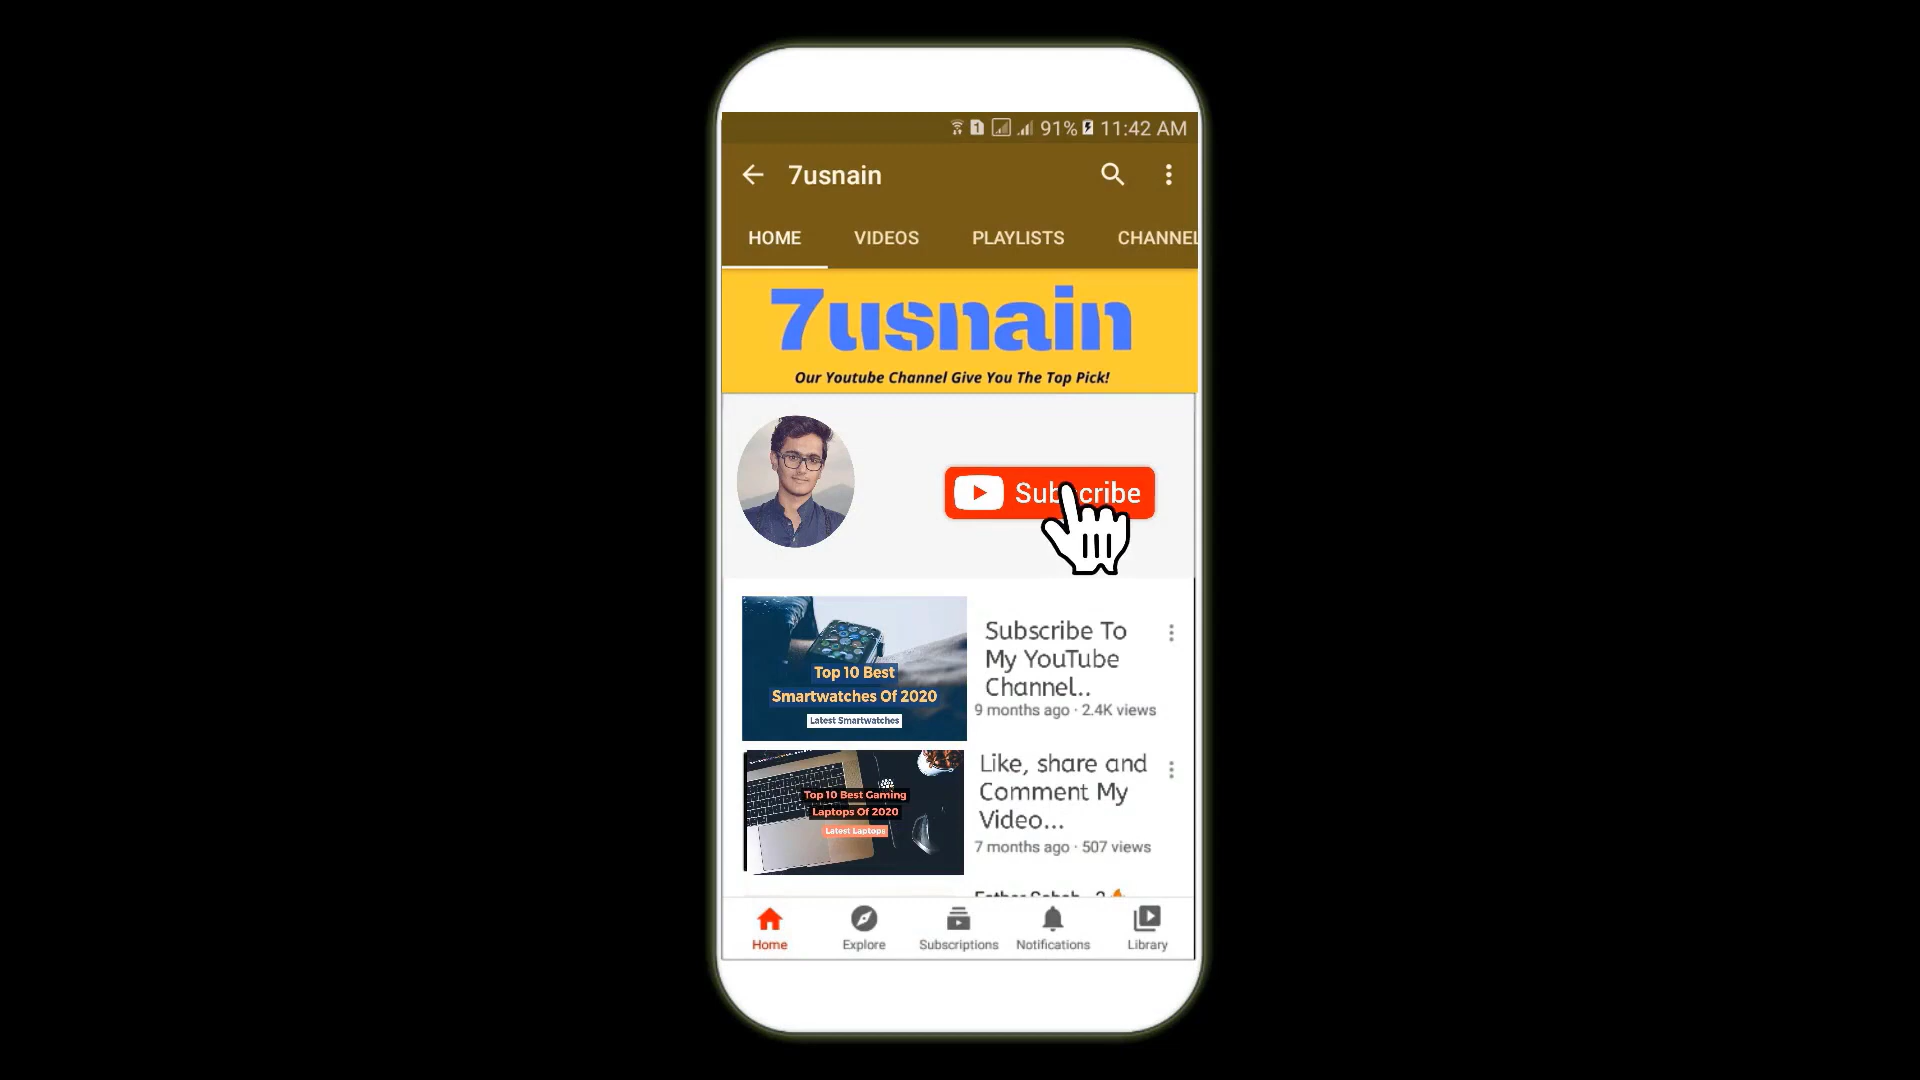 1 91% 11:42 AM
7usnain
HOME VIDEOS PLAYLISTS CHANNEL
7usnain
Our Youtube Channel Give You The Top Pick!
Subscribe
Top 10 Best
Smartwatches Of 2020
Latest Smartwatches
Subscribe To
My YouTube
Channel..
9 months ago · 2.4K views
Top 10 Best Gaming
Laptops Of 2020
Latest Laptops
Like, share and
Comment My
Video...
7 months ago · 507 views
Home Explore Subscriptions Notifications Library